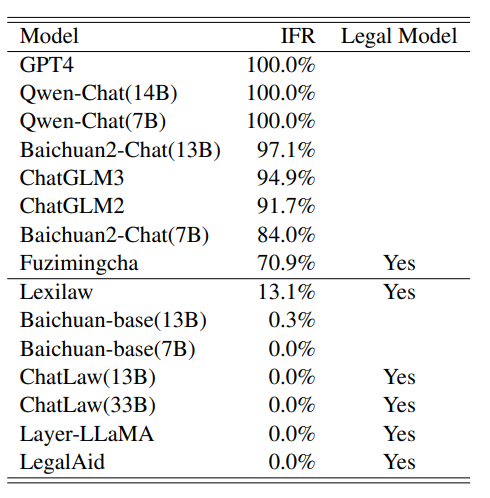 Model IFR Legal Model
GPT4 100.0%
Qwen-Chat(14B) 100.0%
Qwen-Chat(7B) 100.0%
Baichuan2-Chat(13B) 97.1%
ChatGLM3 94.9%
ChatGLM2 91.7%
Baichuan2-Chat(7B) 84.0%
Fuzimingcha 70.9% Yes
Lexilaw 13.1% Yes
Baichuan-base(13B) 0.3%
Baichuan-base(7B) 0.0%
ChatLaw(13B) 0.0% Yes
ChatLaw(33B) 0.0% Yes
Layer-LLaMA 0.0% Yes
LegalAid 0.0% Yes